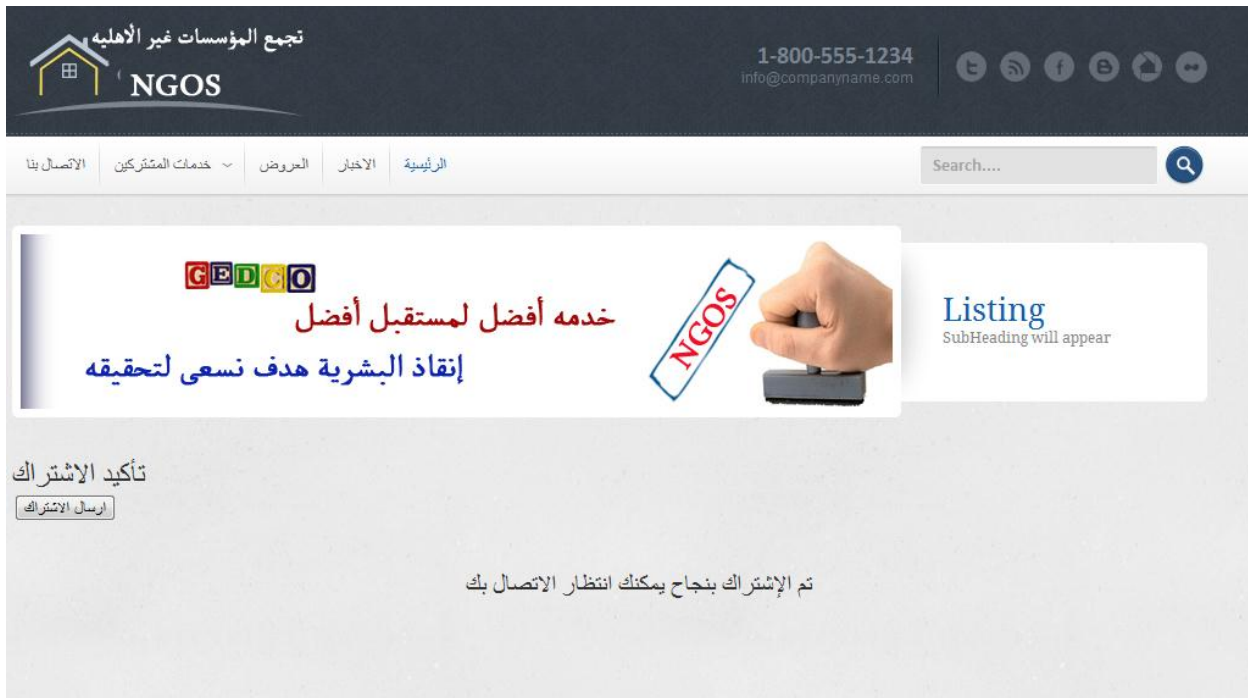 تجمع المؤسسات غير الأهليه
NGOS
1-800-555-1234
info@companyname.com
الرئيسية
الاخبار
العروض
خدمات المشتركين
الاتصال بنا
Search....
GEDCO
خدمه أفضل لمستقبل أفضل
إنقاذ البشرية هدف نسعى لتحقيقه
NGOS
Listing
SubHeading will appear
تأكيد الاشتراك
ارسال الاشتراك
تم الإشتراك بنجاح يمكنك انتظار الاتصال بك